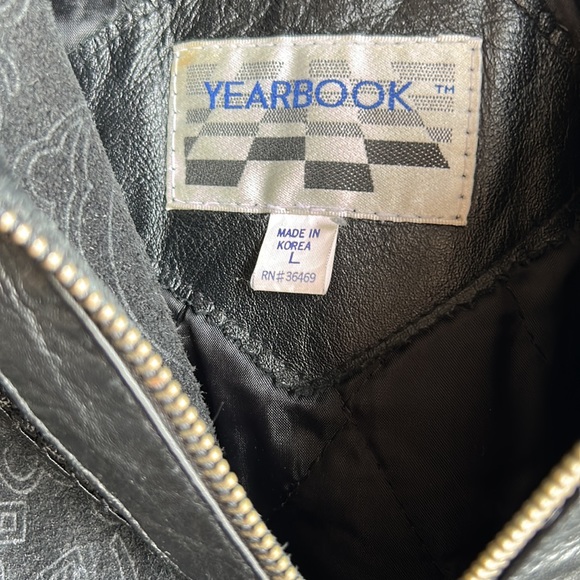 YEARBOOK ™
MADE IN
KOREA
L
RN#36469